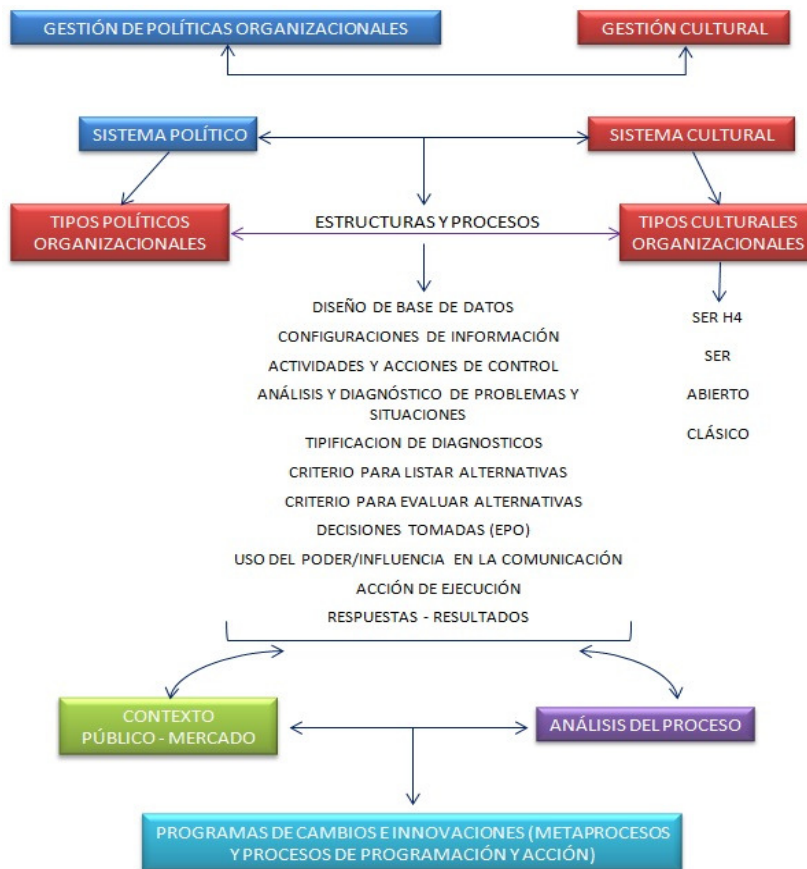 GESTIÓN DE POLÍTICAS ORGANIZACIONALES
GESTIÓN CULTURAL
SISTEMA POLÍTICO
SISTEMA CULTURAL
TIPOS POLÍTICOS
ORGANIZACIONALES
ESTRUCTURAS Y PROCESOS
TIPOS CULTURALES
ORGANIZACIONALES
DISEÑO DE BASE DE DATOS
CONFIGURACIONES DE INFORMACIÓN
ACTIVIDADES Y ACCIONES DE CONTROL
ANÁLISIS Y DIAGNÓSTICO DE PROBLEMAS Y
SITUACIONES
TIPIFICACION DE DIAGNOSTICOS
CRITERIO PARA LISTAR ALTERNATIVAS
CRITERIO PARA EVALUAR ALTERNATIVAS
DECISIONES TOMADAS (EPO)
USO DEL PODER/INFLUENCIA EN LA COMUNICACIÓN
ACCIÓN DE EJECUCIÓN
RESPUESTAS - RESULTADOS
SER H4
SER
ABIERTO
CLÁSICO
CONTEXTO
PÚBLICO - MERCADO
ANÁLISIS DEL PROCESO
PROGRAMAS DE CAMBIOS E INNOVACIONES (METAPROCESOS
Y PROCESOS DE PROGRAMACIÓN Y ACCIÓN)